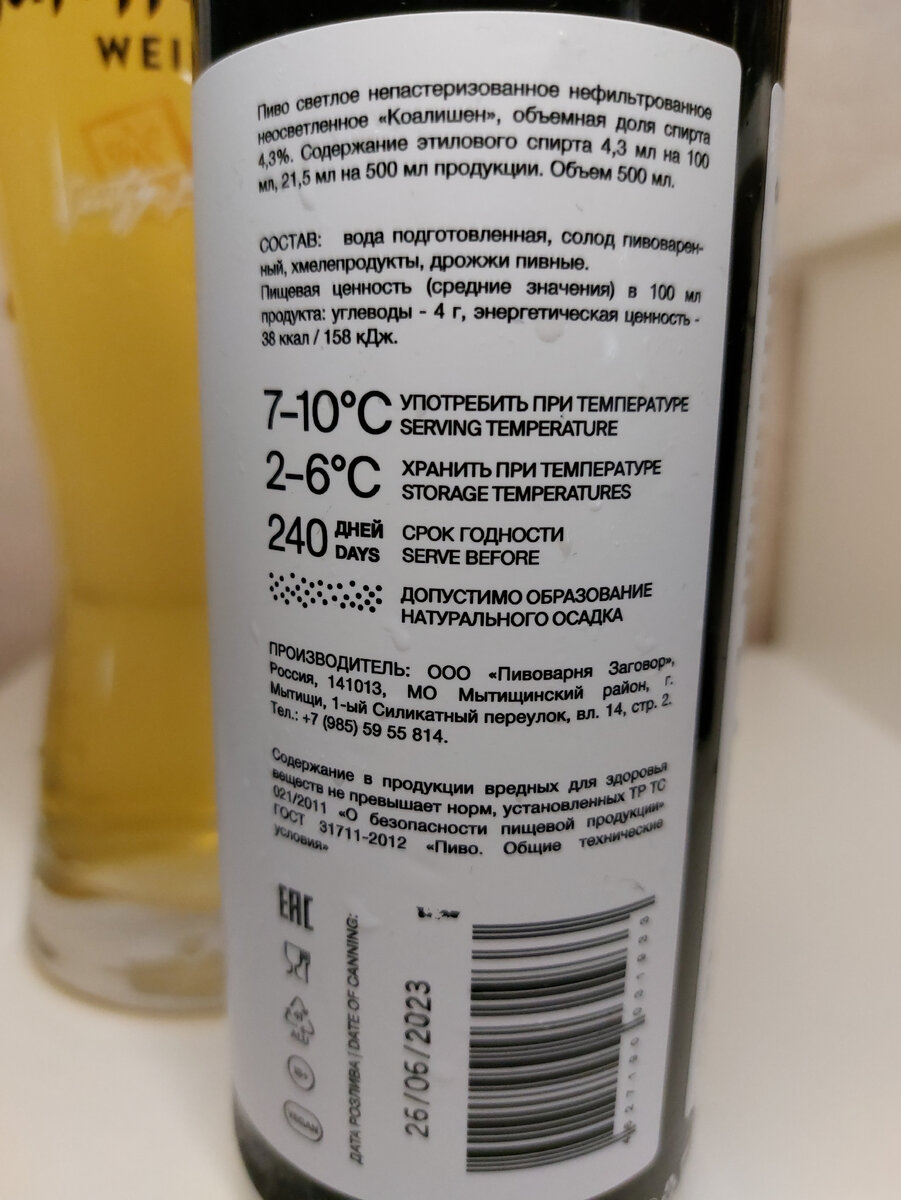 WEI
Пиво светлое непастеризованное нефильтрованное
неосветленное «Коалишен», объемная доля спирта
4,3%. Содержание этилового спирта 4,3 мл на 100
мл, 21,5 мл на 500 мл продукции. Объем 500 мл.
СОСТАВ: вода подготовленная, солод пивоварен-
ный, хмелепродукты, дрожжи пивные.
Пищевая ценность (средние значения) в 100 мл
продукта: углеводы - 4 г, энергетическая ценность -
38 ккал / 158 кДж.
7-10°C УПОТРЕБИТЬ ПРИ ТЕМПЕРАТУРЕ
SERVING TEMPERATURE
2-6°C ХРАНИТЬ ПРИ ТЕМПЕРАТУРЕ
STORAGE TEMPERATURES
240 ДНЕЙ DAYS СРОК ГОДНОСТИ
SERVE BEFORE
ДОПУСТИМО ОБРАЗОВАНИЕ
НАТУРАЛЬНОГО ОСАДКА
ПРОИЗВОДИТЕЛЬ: ООО «Пивоварня Заговор»,
Россия, 141013, МО Мытищинский район, г.
Мытищи, 1-ый Силикатный переулок, вл. 14, стр. 2.
Тел.: +7 (985) 59 55 814.
Содержание в продукции вредных для здоровья
веществ не превышает норм, установленных ТР ТС
021/2011 «О безопасности пищевой продукции»
ГОСТ 31711-2012 «Пиво. Общие технические
условия»
EAC
18+
VEGAN
ДАТА РОЗЛИВА | DATE OF CANNING:
26/06/2023